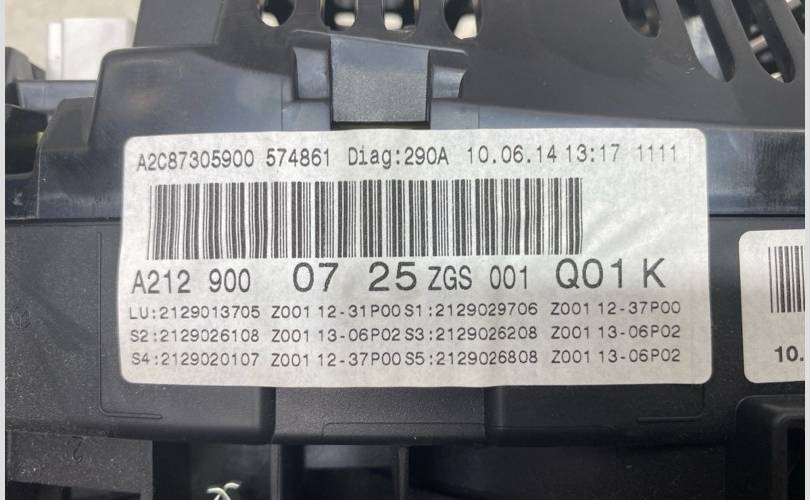 A2C87305900 574861 Diag:290A 10.06.14 13:17 1111
A212 900 07 25 ZGS 001 Q01 K
LU:2129013705 Z001 12-31P00 S1:2129029706 Z001 12-37P00
S2:2129026108 Z001 13-06P02 S3:2129026208 Z001 13-06P02
S4:2129020107 Z001 12-37P00 S5:2129026808 Z001 13-06P02
10.